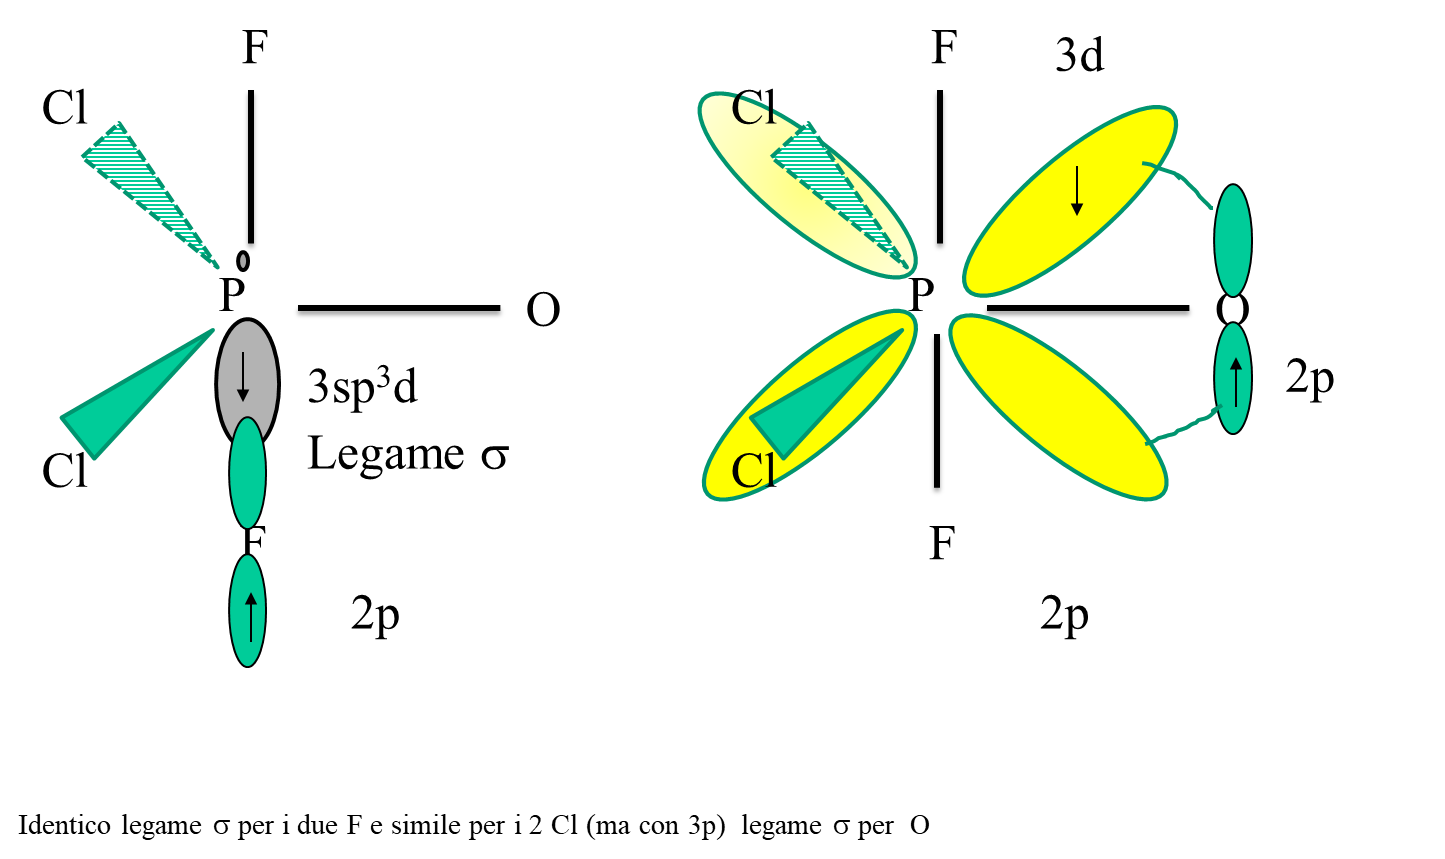 F
Cl
P
O
3sp³d
Legame σ
Cl
F
2p
F
3d
Cl
P
O
2p
Cl
F
2p
Identico legame σ per i due F e simile per i 2 Cl (ma con 3p) legame σ per O